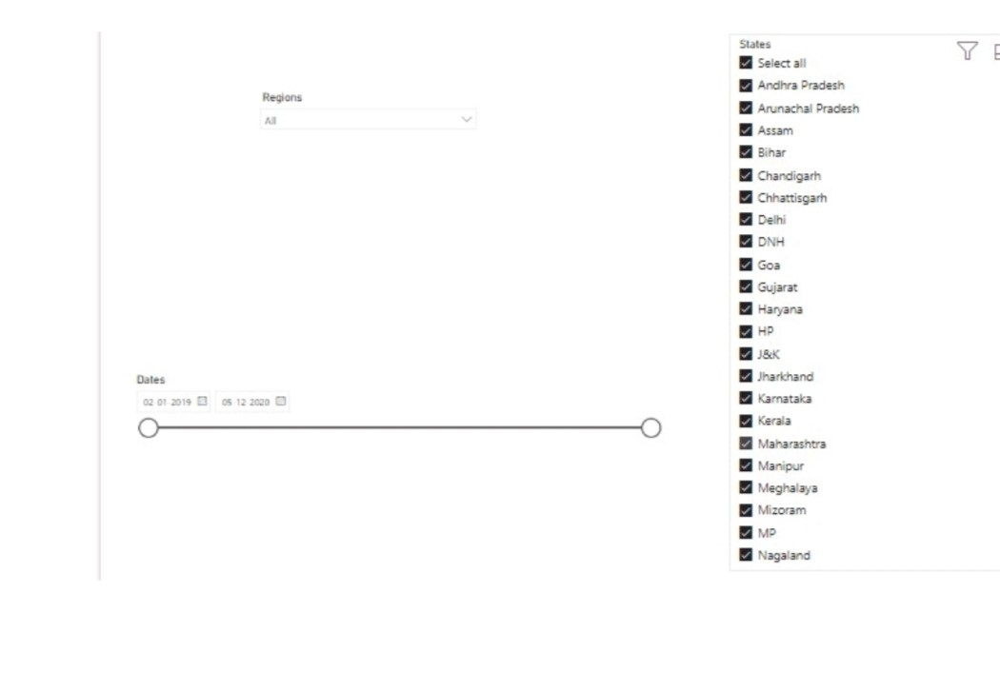 Regions
All
Dates
02 01 2019
05 12 2020
States
Select all
Andhra Pradesh
Arunachal Pradesh
Assam
Bihar
Chandigarh
Chhattisgarh
Delhi
DNH
Goa
Gujarat
Haryana
HP
J&K
Jharkhand
Karnataka
Kerala
Maharashtra
Manipur
Meghalaya
Mizoram
MP
Nagaland